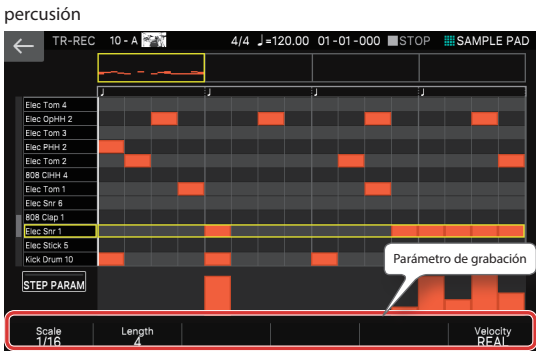 percusión
TR-REC 10 - A 4/4 ♩=120.00 01-01-000 STOP SAMPLE PAD
Elec Tom 4
Elec OpHH 2
Elec Tom 3
Elec PHH 2
Elec Tom 2
808 ClHH 4
Elec Tom 1
Elec Snr 6
808 Clap 1
Elec Snr 1
Elec Stick 5
Kick Drum 10
Parámetro de grabación
STEP PARAM
Scale Length Velocity
1/16 4 REAL